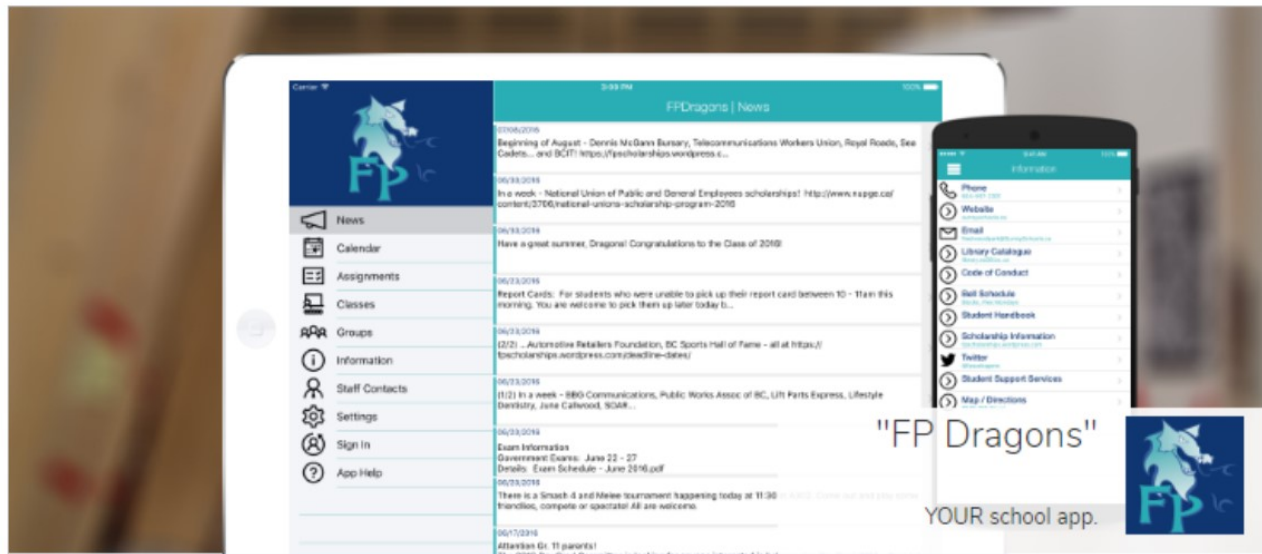 Carrier
3:00 PM
100%
FPDragons | News
FP
News
Calendar
Assignments
Classes
Groups
Information
Staff Contacts
Settings
Sign In
App Help
Beginning of August - Dennis McGann Bursary, Telecommunications Workers Union, Royal Roads, Sea
Cadets... and BCIT! https://fpscholarships.wordpress.c...
In a week - National Union of Public and General Employees scholarships! http://www.nupge.ca/
content/3706/national-unions-scholarship-program-2016
Have a great summer, Dragons! Congratulations to the Class of 2016!
06/23/2016
Report Cards: For students who were unable to pick up their report card between 10 - 11am this
morning. You are welcome to pick them up later today b...
06/23/2016
(2/2) ... Automotive Retailers Foundation, BC Sports Hall of Fame - all at https://
fpscholarships.wordpress.com/deadline-dates/
06/23/2016
(1/2) In a week - BBG Communications, Public Works Assoc of BC, Lift Parts Express, Lifestyle
Dentistry, June Callwood, SOAR...
06/23/2016
Exam Information
Government Exams: June 22 - 27
Details: Exam Schedule - June 2016.pdf
06/23/2016
There is a Smash 4 and Melee tournament happening today at 11:30
friendlies, compete or spectate! All are welcome.
06/17/2016
Attention Gr. 11 parents!
9:41 AM
100%
Information
Phone
Website
Email
Library Catalogue
Code of Conduct
Bell Schedule
Student Handbook
Scholarship Information
fpscholarships.wordpress.com
Twitter
Student Support Services
Map / Directions
"FP Dragons"
YOUR school app.
FP